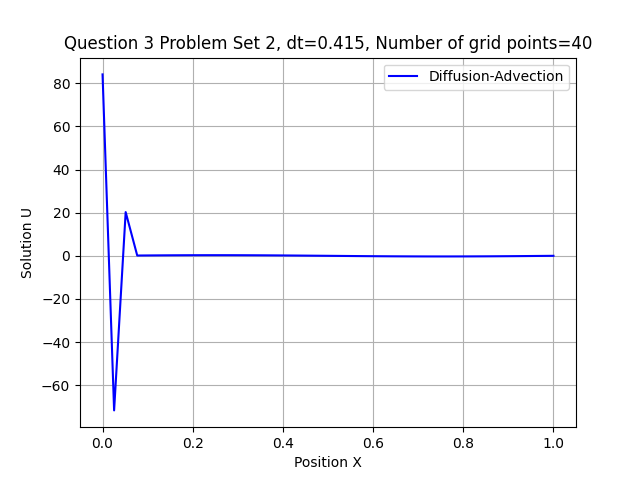 Question 3 Problem Set 2, dt=0.415, Number of grid points=40
Diffusion-Advection
80
60
40
20
0
−20
−40
−60
Solution U
0.0 0.2 0.4 0.6 0.8 1.0
Position X